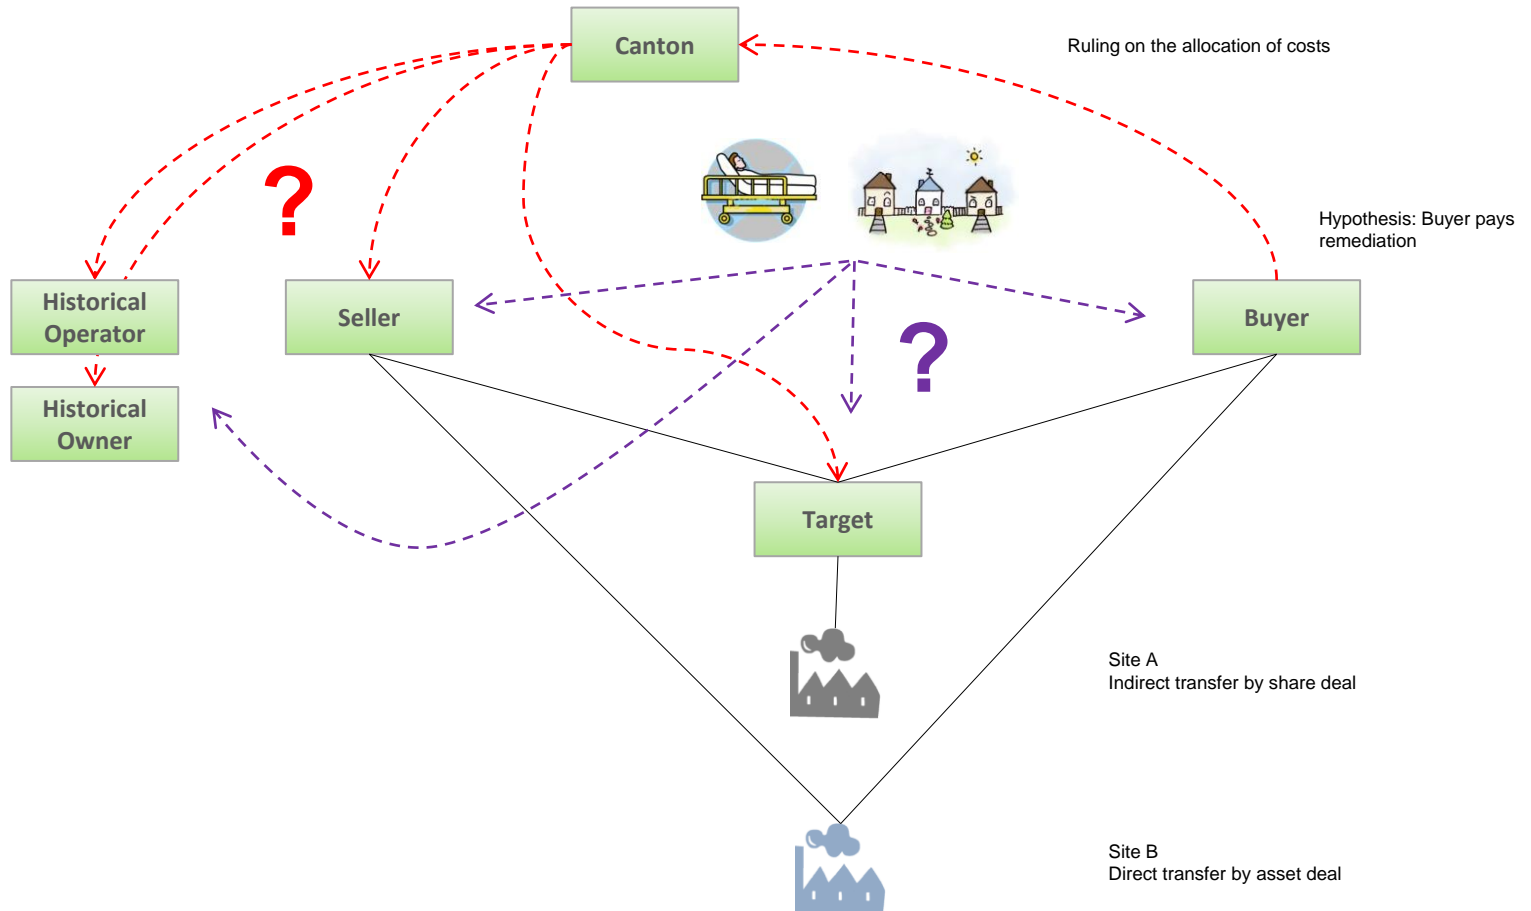 Canton
Ruling on the allocation of costs
?
Hypothesis: Buyer pays
remediation
Historical
Operator
Seller
Buyer
?
Historical
Owner
Target
Site A
Indirect transfer by share deal
Site B
Direct transfer by asset deal